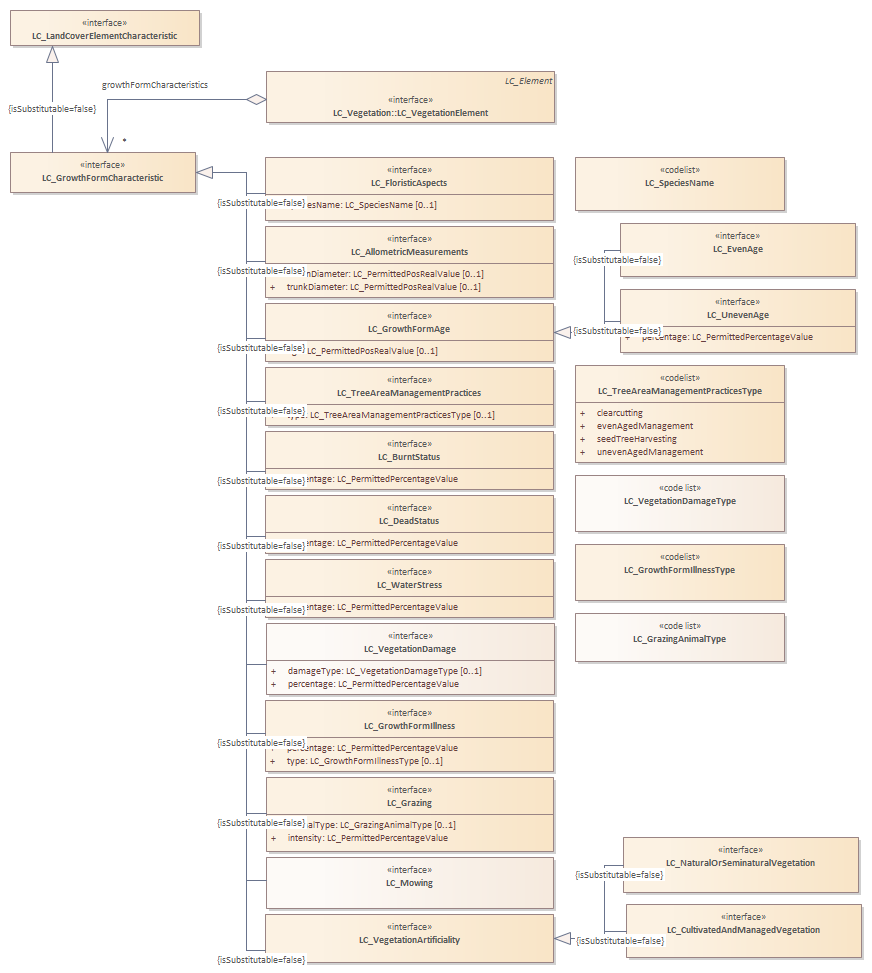 «interface»
LC_LandCoverElementCharacteristic
{isSubstitutable=false}
growthFormCharacteristics
*
LC_Element
«interface»
LC_Vegetation::LC_VegetationElement
«interface»
LC_GrowthFormCharacteristic
«interface»
LC_FloristicAspects
esName: LC_SpeciesName [0..1]
{isSubstitutable=false}
«codelist»
LC_SpeciesName
«interface»
LC_AllometricMeasurements
nDiameter: LC_PermittedPosRealValue [0..1]
+ trunkDiameter: LC_PermittedPosRealValue [0..1]
{isSubstitutable=false}
«interface»
LC_EvenAge
{isSubstitutable=false}
«interface»
LC_UnevenAge
+ percentage: LC_PermittedPercentageValue
{isSubstitutable=false}
«interface»
LC_GrowthFormAge
: LC_PermittedPosRealValue [0..1]
{isSubstitutable=false}
«interface»
LC_TreeAreaManagementPractices
+ type: LC_TreeAreaManagementPracticesType [0..1]
{isSubstitutable=false}
«codelist»
LC_TreeAreaManagementPracticesType
+ clearcutting
+ evenAgedManagement
+ seedTreeHarvesting
+ unevenAgedManagement
«interface»
LC_BurntStatus
entage: LC_PermittedPercentageValue
{isSubstitutable=false}
«code list»
LC_VegetationDamageType
«interface»
LC_DeadStatus
entage: LC_PermittedPercentageValue
{isSubstitutable=false}
«codelist»
LC_GrowthFormIllnessType
«interface»
LC_WaterStress
entage: LC_PermittedPercentageValue
{isSubstitutable=false}
«code list»
LC_GrazingAnimalType
«interface»
LC_VegetationDamage
+ damageType: LC_VegetationDamageType [0..1]
+ percentage: LC_PermittedPercentageValue
«interface»
LC_GrowthFormIllness
+ percentage: LC_PermittedPercentageValue
+ type: LC_GrowthFormIllnessType [0..1]
{isSubstitutable=false}
«interface»
LC_Grazing
alType: LC_GrazingAnimalType [0..1]
+ intensity: LC_PermittedPercentageValue
{isSubstitutable=false}
«interface»
LC_Mowing
«interface»
LC_NaturalOrSeminaturalVegetation
{isSubstitutable=false}
«interface»
LC_VegetationArtificiality
{isSubstitutable=false}
«interface»
LC_CultivatedAndManagedVegetation
{isSubstitutable=false}